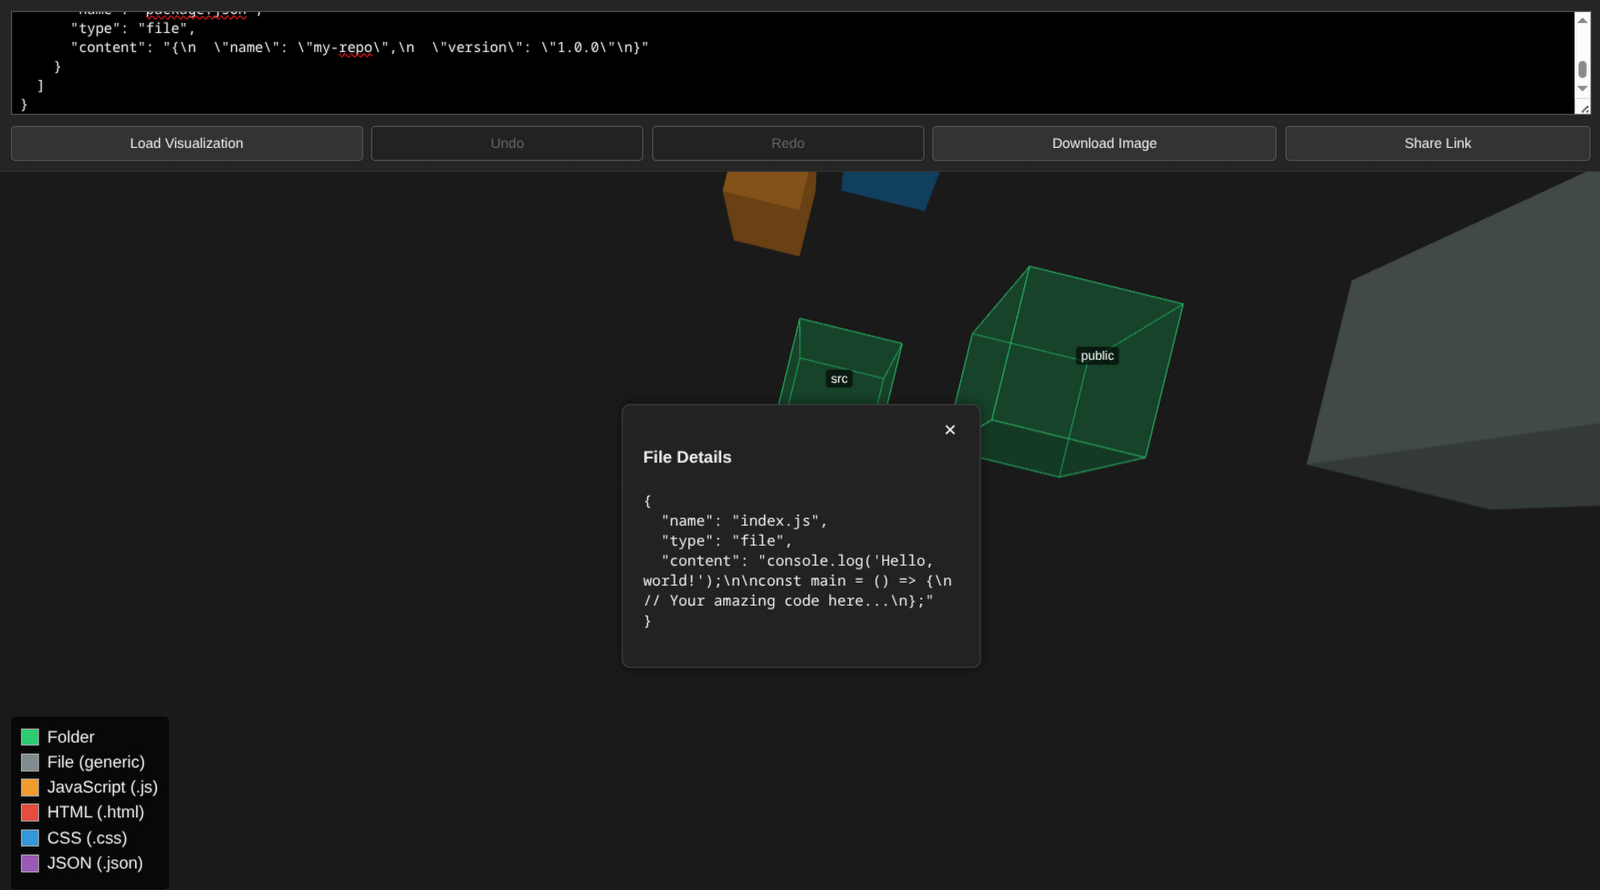 "name": "package.json",
"type": "file",
"content": "{\n  \"name\": \"my-repo\",\n  \"version\": \"1.0.0\"\n}"
}
]
}
Load Visualization
Undo
Redo
Download Image
Share Link
src
public
×
File Details
{
"name": "index.js",
"type": "file",
"content": "console.log('Hello,
world!');\n\nconst main = () => {\n
// Your amazing code here...\n};"
}
Folder
File (generic)
JavaScript (.js)
HTML (.html)
CSS (.css)
JSON (.json)